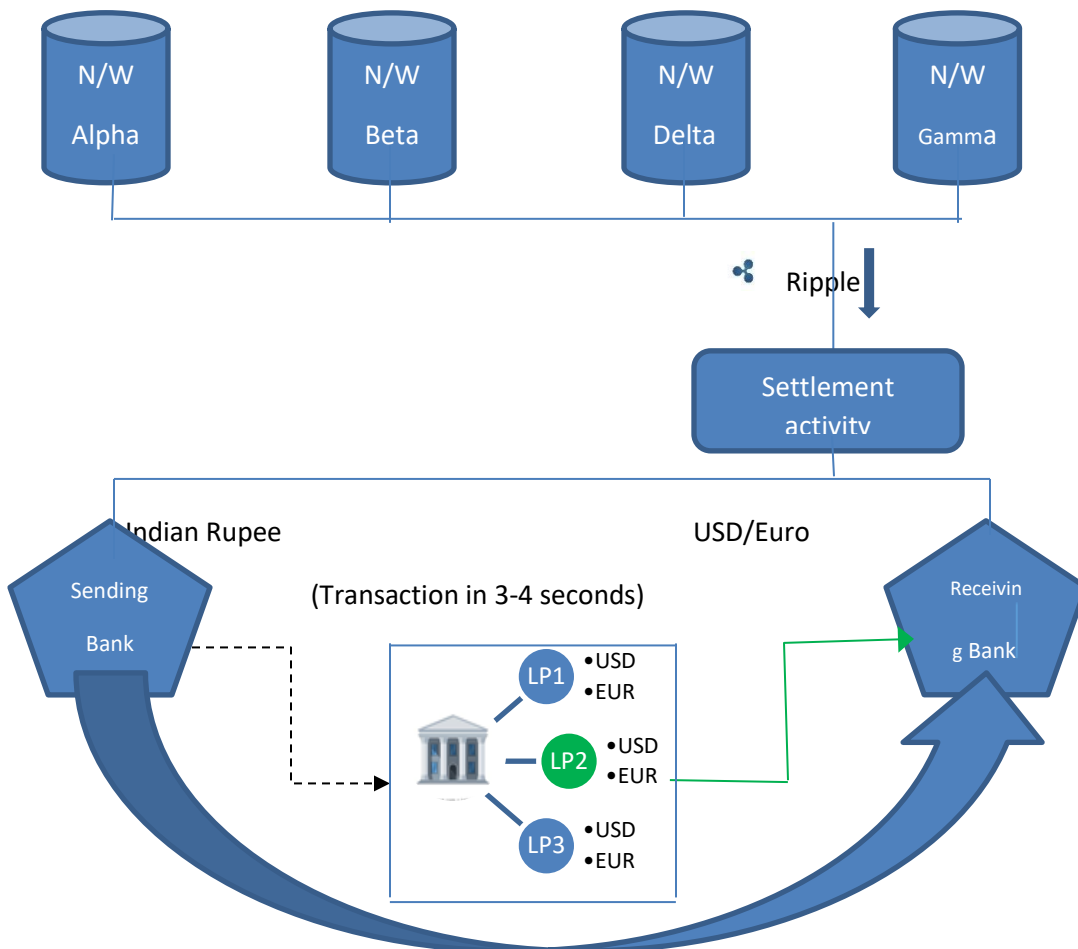 N/W
Alpha
N/W
Beta
N/W
Delta
N/W
Gamma
Ripple
Settlement
activity
Indian Rupee
USD/Euro
Sending
Bank
(Transaction in 3-4 seconds)
Receivin
g Bank
LP1
•USD
•EUR
LP2
•USD
•EUR
LP3
•USD
•EUR